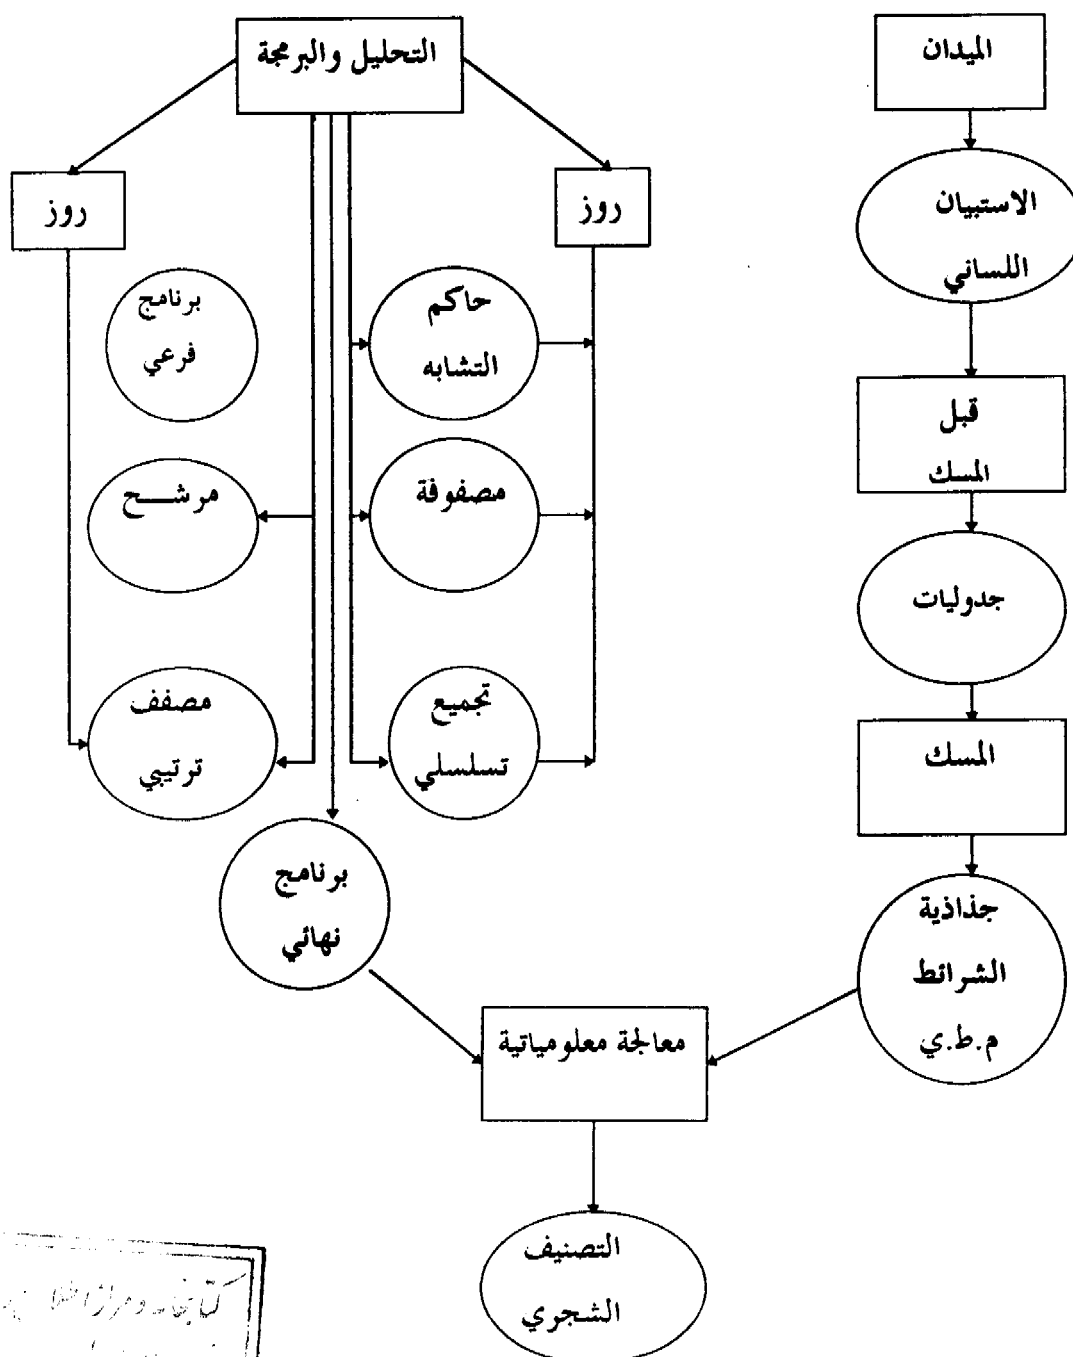 الميدان
الاستبيان
اللساني
قبل
المسك
جدوليات
المسك
جذاذية
الشرائط
م.ط.ي
التحليل والبرمجة
روز
حاكم
التشابه
مصفوفة
تجميع
تسلسلي
روز
برنامج
فرعي
مرشــح
مصفف
ترتيبي
برنامج
نهائي
معالجة معلومياتية
التصنيف
الشجري